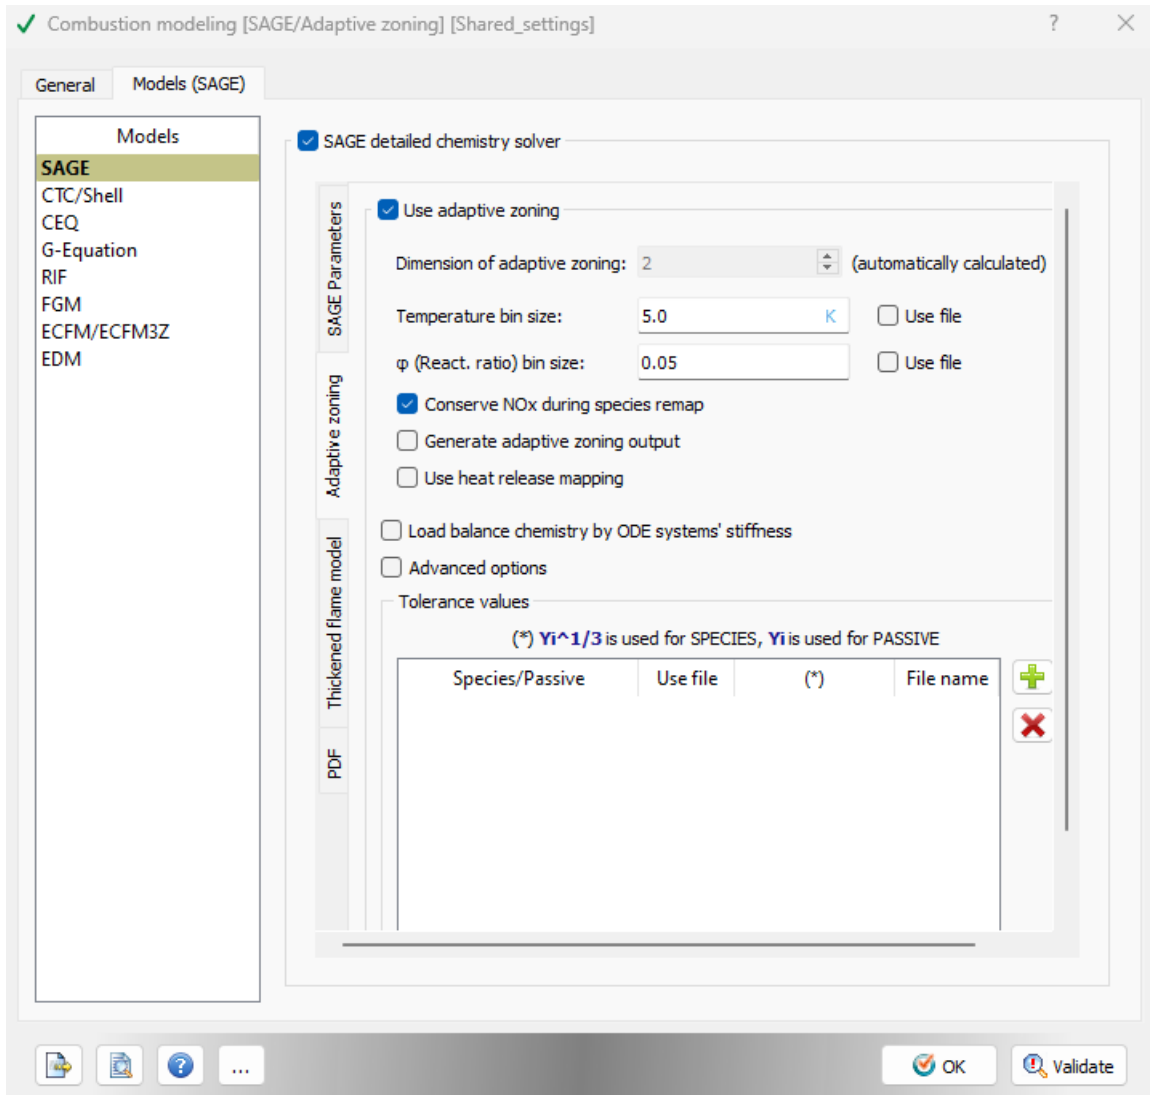 Combustion modeling [SAGE/Adaptive zoning] [Shared_settings]
?
General
Models (SAGE)
Models
SAGE
CTC/Shell
CEQ
G-Equation
RIF
FGM
ECFM/ECFM3Z
EDM
SAGE detailed chemistry solver
SAGE Parameters
Adaptive zoning
Thickened flame model
PDF
Use adaptive zoning
Dimension of adaptive zoning: 2 (automatically calculated)
Temperature bin size: 5.0 K Use file
φ (React. ratio) bin size: 0.05 Use file
Conserve NOx during species remap
Generate adaptive zoning output
Use heat release mapping
Load balance chemistry by ODE systems' stiffness
Advanced options
Tolerance values
(*) Yi^1/3 is used for SPECIES, Yi is used for PASSIVE
Species/Passive Use file (*) File name
? ... OK Validate